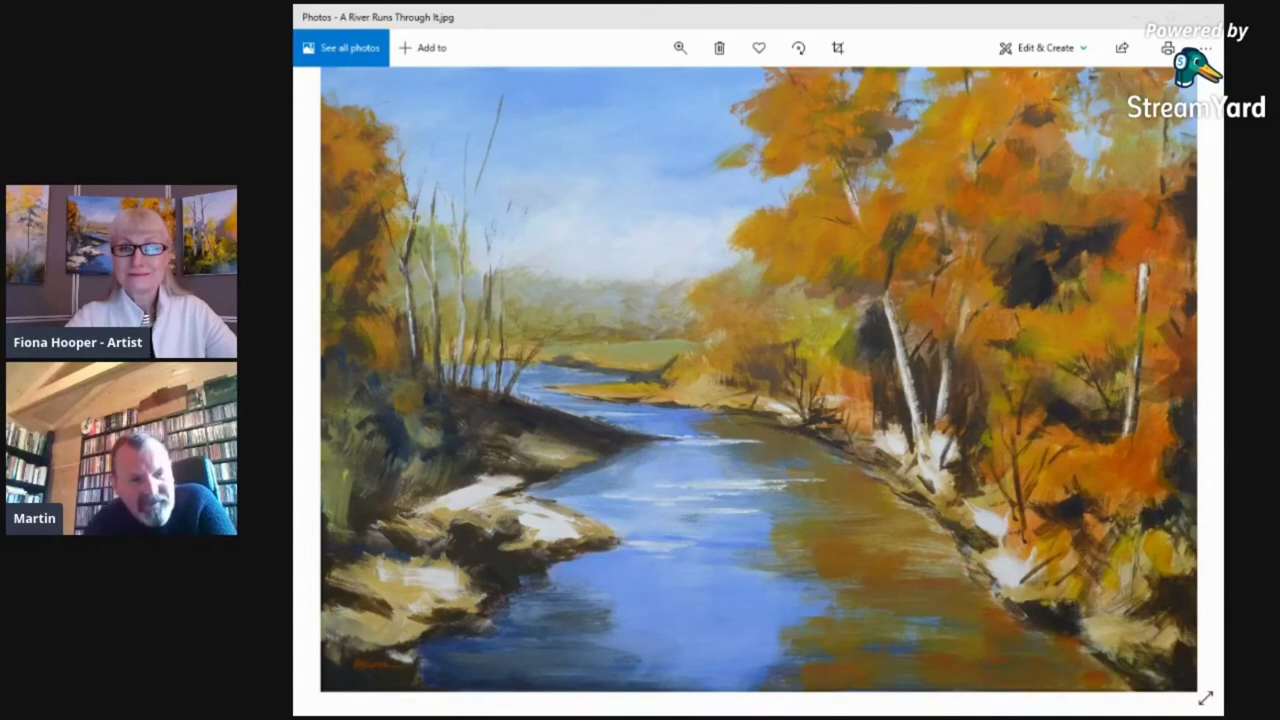 Photos - A River Runs Through It.jpg
See all photos
Add to
Edit & Create
Powered by
S
StreamYard
Fiona Hooper - Artist
Martin